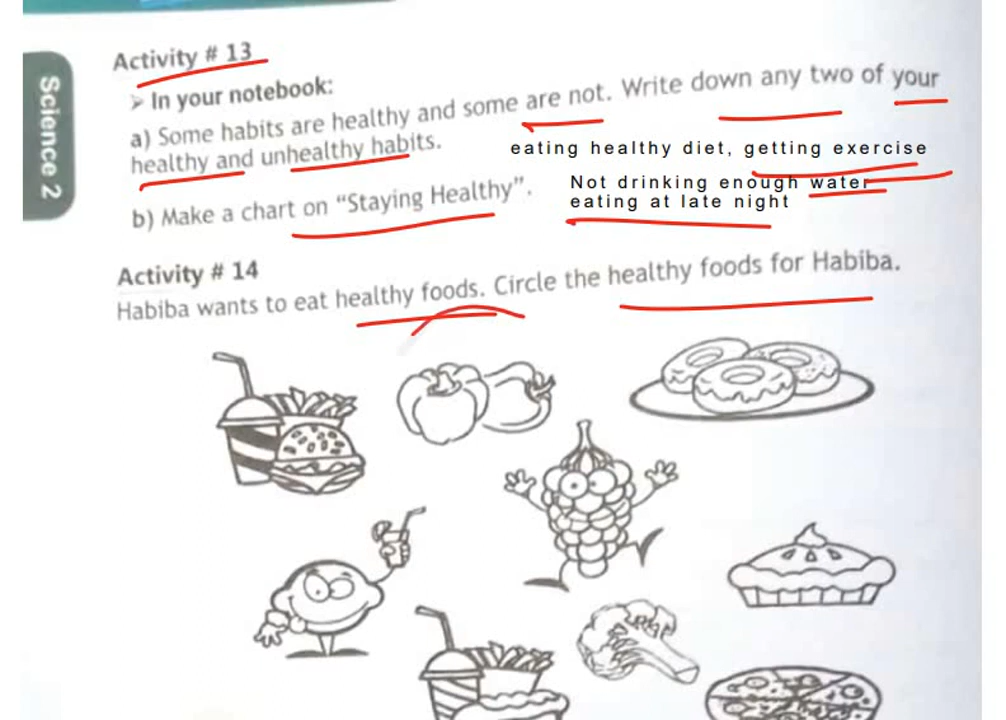 Science 2
Activity # 13
➢ In your notebook:
a) Some habits are healthy and some are not. Write down any two of your
healthy and unhealthy habits.
eating healthy diet, getting exercise
b) Make a chart on “Staying Healthy”.
Not drinking enough water
eating at late night
Activity # 14
Habiba wants to eat healthy foods. Circle the healthy foods for Habiba.